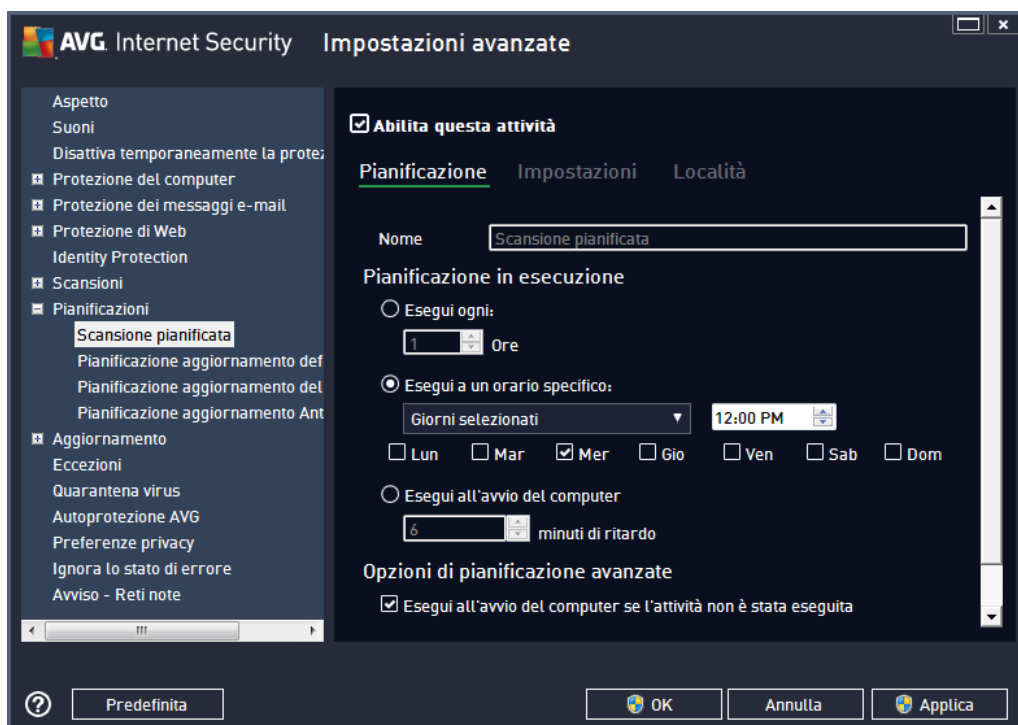 AVG. Internet Security Impostazioni avanzate
Aspetto
Suoni
Disattiva temporaneamente la protez
Protezione del computer
Protezione dei messaggi e-mail
Protezione di Web
Identity Protection
Scansioni
Pianificazioni
Scansione pianificata
Pianificazione aggiornamento def
Pianificazione aggiornamento del
Pianificazione aggiornamento Ant
Aggiornamento
Eccezioni
Quarantena virus
Autoprotezione AVG
Preferenze privacy
Ignora lo stato di errore
Avviso - Reti note
Abilita questa attività
Pianificazione Impostazioni Località
Nome Scansione pianificata
Pianificazione in esecuzione
Esegui ogni:
1 Ore
Esegui a un orario specifico:
Giorni selezionati 12:00 PM
Lun Mar Mer Gio Ven Sab Dom
Esegui all'avvio del computer
6 minuti di ritardo
Opzioni di pianificazione avanzate
Esegui all'avvio del computer se l'attività non è stata eseguita
? Predefinita OK Annulla Applica